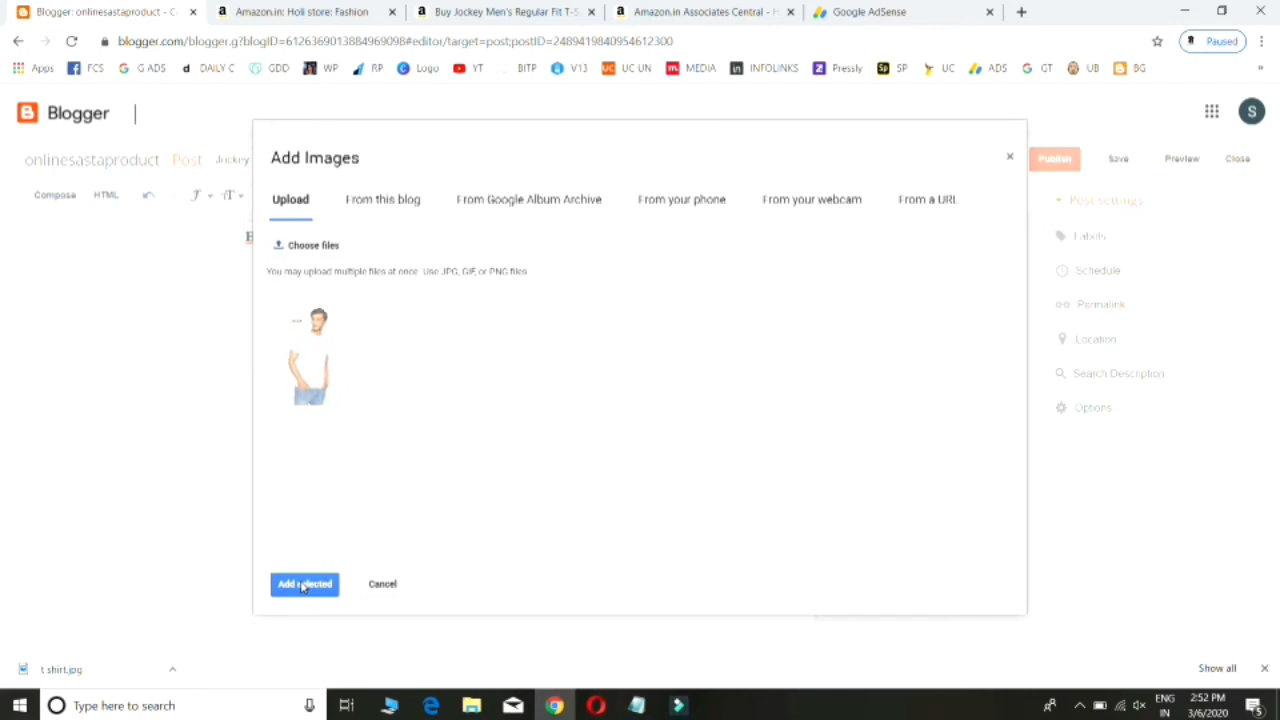 Blogger: onlinesastaproduct - C
Amazon.in: Holi store: Fashion
Buy Jockey Men's Regular Fit T-S
Amazon.in Associates Central - H
Google AdSense
blogger.com/blogger.g?blogID=6126369013884969098#editor/target=post;postID=2489419840954612300
Paused
Apps FCS G ADS DAILY C GDD WP RP Logo YT BITP V13 UC UN MEDIA INFOLINKS Pressly SP UC ADS GT UB BG
Blogger
S
onlinesastaproduct Post Jockey
Publish Save Preview Close
Compose HTML
Add Images
Upload From this blog From Google Album Archive From your phone From your webcam From a URL
Choose files
You may upload multiple files at once. Use JPG, GIF, or PNG files
Post settings
Labels
Schedule
Permalink
Location
Search Description
Options
Add selected Cancel
t shirt.jpg
Show all
Type here to search
ENG
IN
2:52 PM
3/6/2020
5